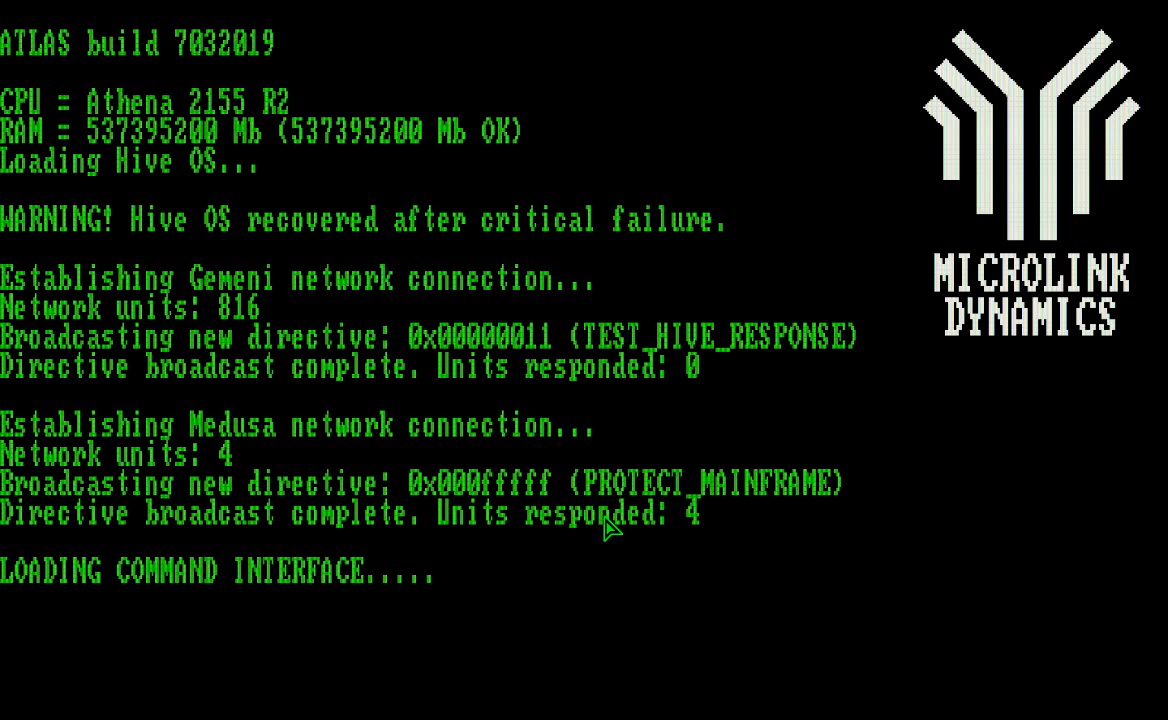 ATLAS build 7032019
CPU = Athena 2155 R2
RAM = 537395200 Mb (537395200 Mb OK)
Loading Hive OS...
WARNING! Hive OS recovered after critical failure.
Establishing Gemeni network connection...
Network units: 816
Broadcasting new directive: 0x00000011 (TEST_HIVE_RESPONSE)
Directive broadcast complete. Units responded: 0
Establishing Medusa network connection...
Network units: 4
Broadcasting new directive: 0x000fffff (PROTECT_MAINFRAME)
Directive broadcast complete. Units responded: 4
LOADING COMMAND INTERFACE.....
MICROLINK
DYNAMICS